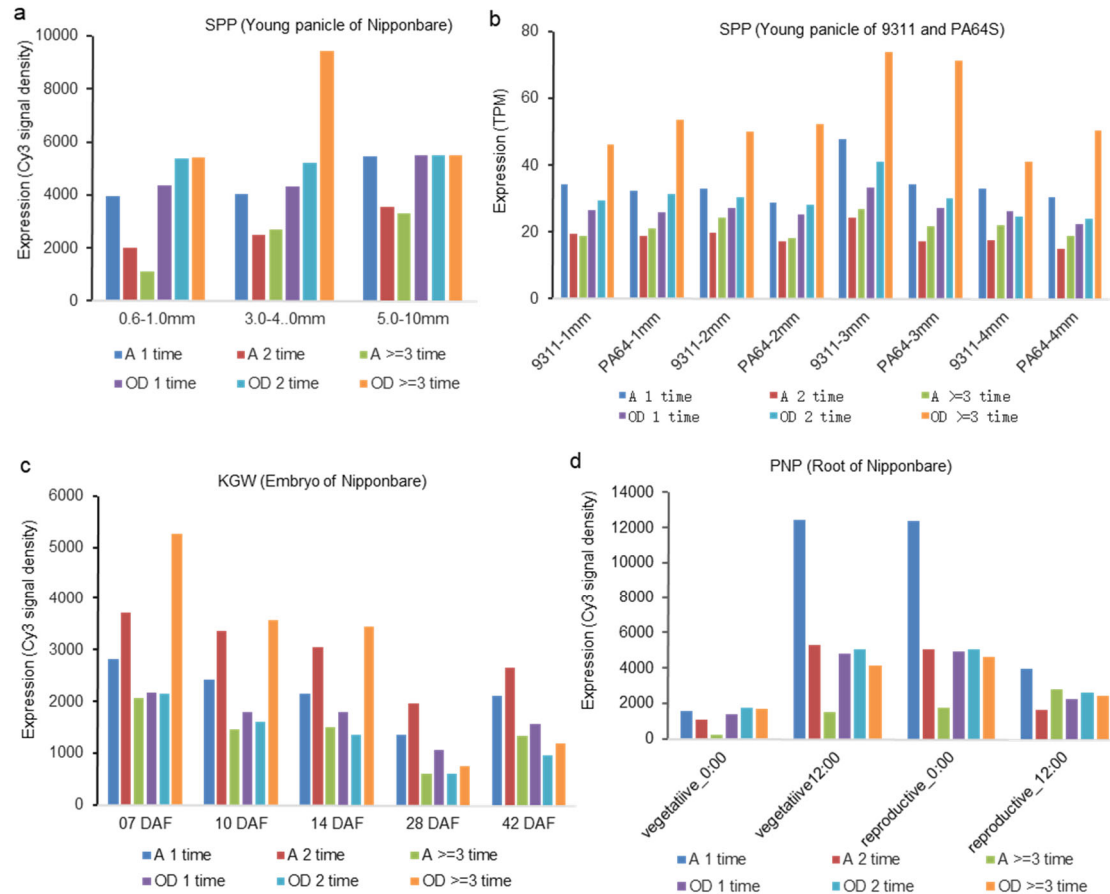 a
SPP (Young panicle of Nipponbare)
Expression (Cy3 signal density)
10000
8000
6000
4000
2000
0
0.6-1.0mm 3.0-4..0mm 5.0-10mm
A 1 time A 2 time A >=3 time
OD 1 time OD 2 time OD >=3 time
b
SPP (Young panicle of 9311 and PA64S)
Expression (TPM)
80
60
40
20
0
9311-1mm PA64-1mm 9311-2mm PA64-2mm 9311-3mm PA64-3mm 9311-4mm PA64-4mm
A 1 time A 2 time A >=3 time
OD 1 time OD 2 time OD >=3 time
c
KGW (Embryo of Nipponbare)
Expression (Cy3 signal density)
6000
5000
4000
3000
2000
1000
0
07 DAF 10 DAF 14 DAF 28 DAF 42 DAF
A 1 time A 2 time A >=3 time
OD 1 time OD 2 time OD >=3 time
d
PNP (Root of Nipponbare)
Expression (Cy3 signal density)
14000
12000
10000
8000
6000
4000
2000
0
vegetatiive_0:00 vegetatiive12:00 reproductive_0:00 reproductive_12:00
A 1 time A 2 time A >=3 time
OD 1 time OD 2 time OD >=3 time